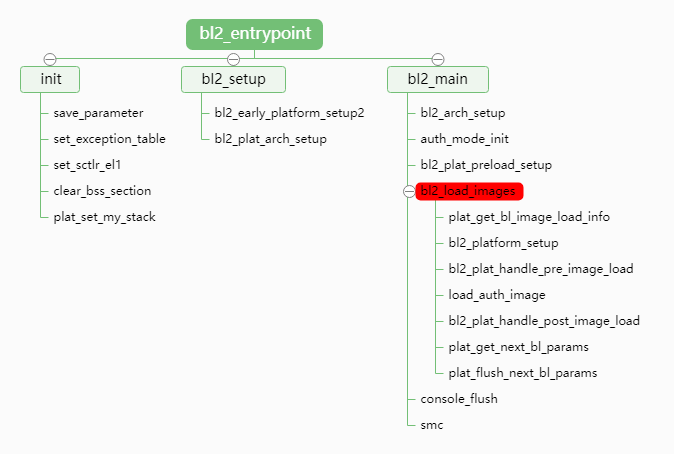 bl2_entrypoint
init
save_parameter
set_exception_table
set_sctlr_el1
clear_bss_section
plat_set_my_stack
bl2_setup
bl2_early_platform_setup2
bl2_plat_arch_setup
bl2_main
bl2_arch_setup
auth_mode_init
bl2_plat_preload_setup
bl2_load_images
plat_get_bl_image_load_info
bl2_platform_setup
bl2_plat_handle_pre_image_load
load_auth_image
bl2_plat_handle_post_image_load
plat_get_next_bl_params
plat_flush_next_bl_params
console_flush
smc